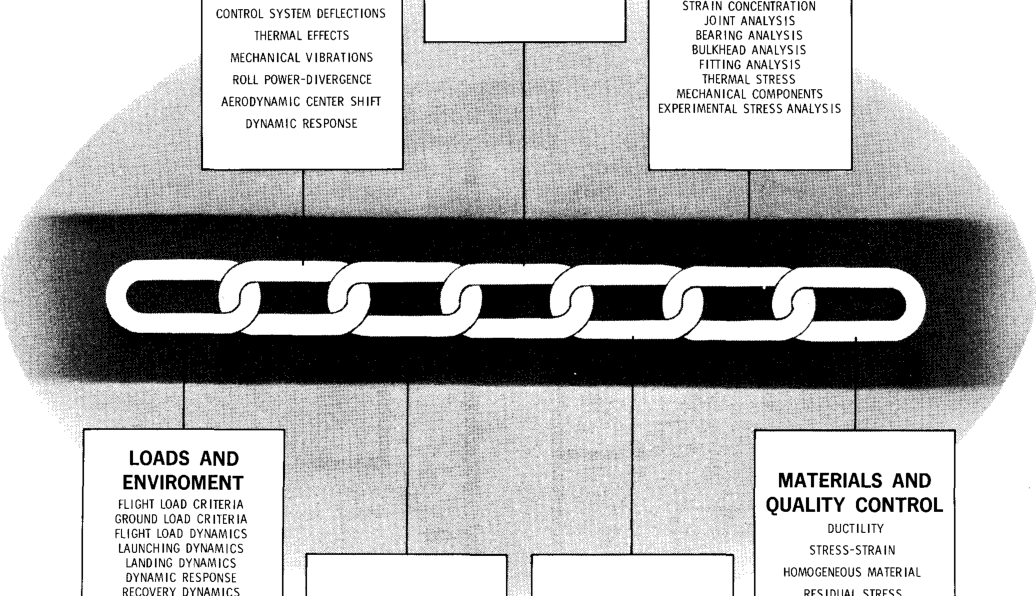 CONTROL SYSTEM DEFLECTIONS
THERMAL EFFECTS
MECHANICAL VIBRATIONS
ROLL POWER-DIVERGENCE
AERODYNAMIC CENTER SHIFT
DYNAMIC RESPONSE
STRAIN CONCENTRATION
JOINT ANALYSIS
BEARING ANALYSIS
BULKHEAD ANALYSIS
FITTING ANALYSIS
THERMAL STRESS
MECHANICAL COMPONENTS
EXPERIMENTAL STRESS ANALYSIS
LOADS AND
ENVIROMENT
FLIGHT LOAD CRITERIA
GROUND LOAD CRITERIA
FLIGHT LOAD DYNAMICS
LAUNCHING DYNAMICS
LANDING DYNAMICS
DYNAMIC RESPONSE
RECOVERY DYNAMICS
MATERIALS AND
QUALITY CONTROL
DUCTILITY
STRESS-STRAIN
HOMOGENEOUS MATERIAL
RESIDUAL STRESS